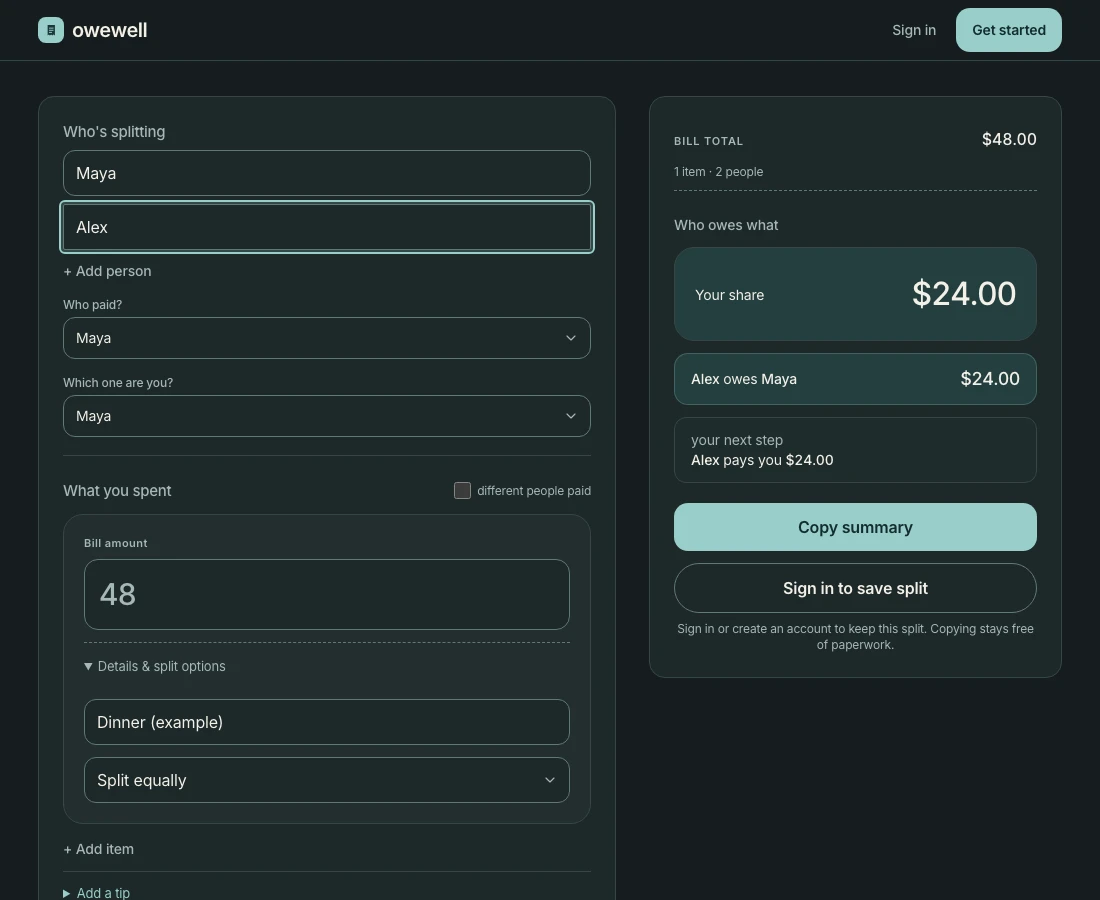 owewell
Sign in
Get started
Who's splitting
Maya
Alex
+ Add person
Who paid?
Maya
Which one are you?
Maya
What you spent
different people paid
Bill amount
48
Details & split options
Dinner (example)
Split equally
+ Add item
Add a tip
BILL TOTAL
$48.00
1 item · 2 people
Who owes what
Your share
$24.00
Alex owes Maya
$24.00
your next step
Alex pays you $24.00
Copy summary
Sign in to save split
Sign in or create an account to keep this split. Copying stays free
of paperwork.